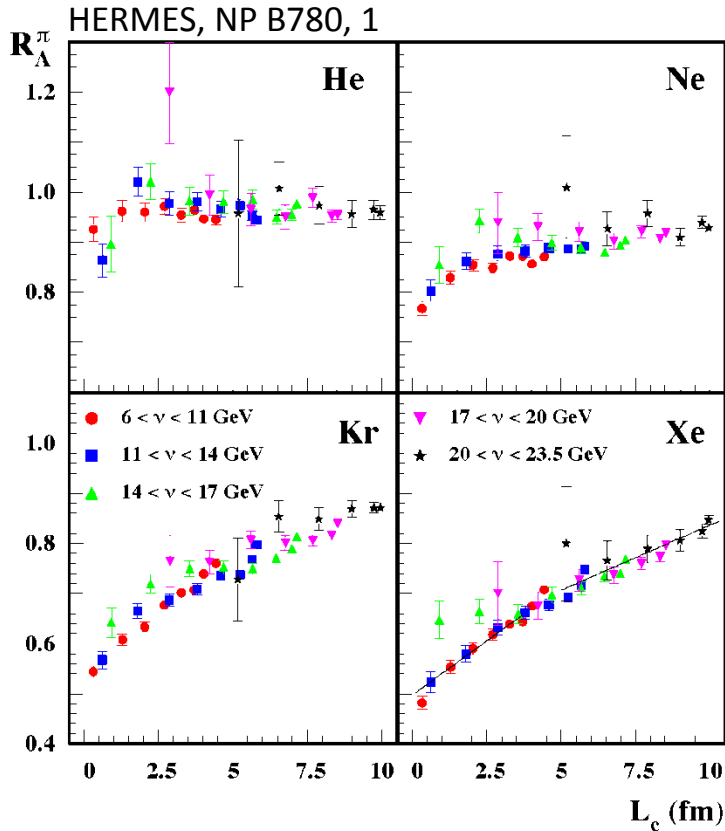 HERMES, NP B780, 1
R_A^π
He
Ne
1.2
1.0
0.8
6 < ν < 11 GeV
11 < ν < 14 GeV
14 < ν < 17 GeV
Kr
17 < ν < 20 GeV
20 < ν < 23.5 GeV
Xe
1.0
0.8
0.6
0.4
0 2.5 5 7.5 10
0 2.5 5 7.5 10
L_c (fm)